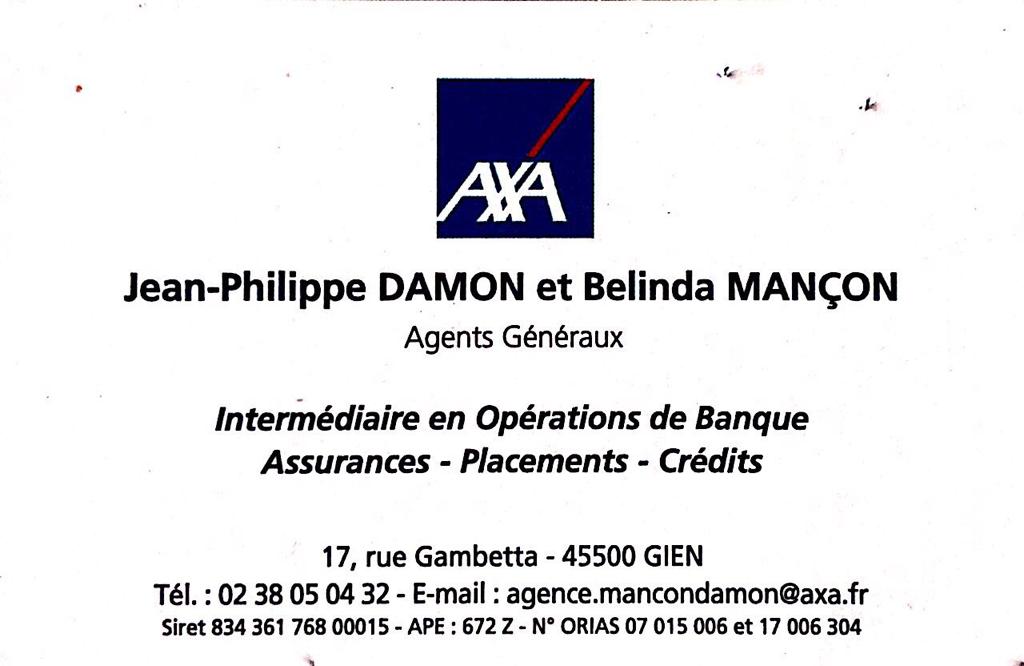 AXA
Jean-Philippe DAMON et Belinda MANÇON
Agents Généraux
Intermédiaire en Opérations de Banque
Assurances - Placements - Crédits
17, rue Gambetta - 45500 GIEN
Tél. : 02 38 05 04 32 - E-mail : agence.mancondamon@axa.fr
Siret 834 361 768 00015 - APE : 672 Z - N° ORIAS 07 015 006 et 17 006 304